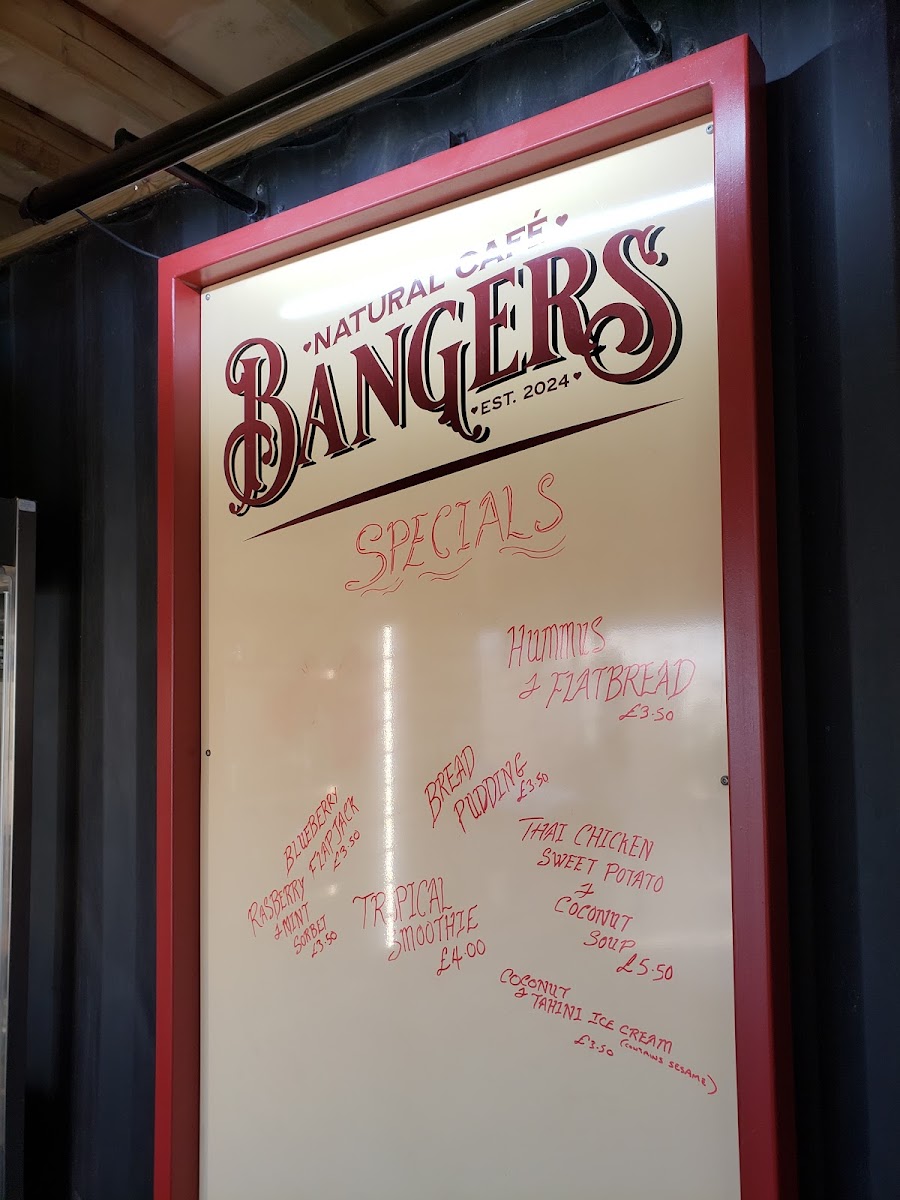 NATURAL CAFÉ
BANGERS
EST. 2024
SPECIALS
HUMMUS
& FLATBREAD
£3.50
BREAD
PUDDING
£3.50
BLUEBERRY
FLAPJACK
£3.50
RASBERRY
& MINT
SORBET
£3.50
TROPICAL
SMOOTHIE
£4.00
THAI CHICKEN
SWEET POTATO
&
COCONUT
SOUP
£5.50
COCONUT
& TAHINI ICE CREAM
£3.50 (CONTAINS SESAME)